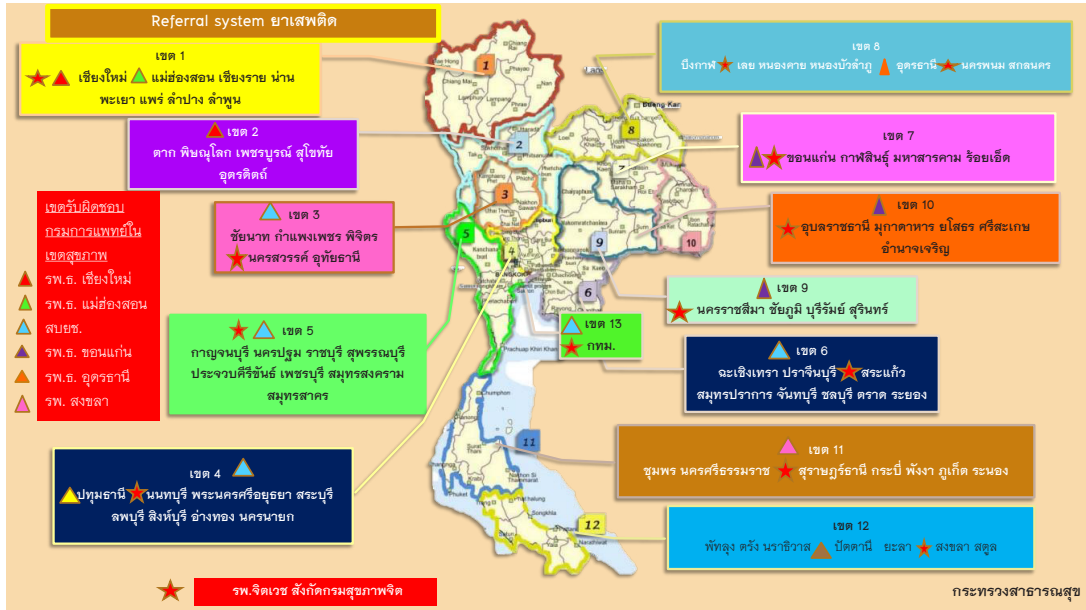 Referral system ยาเสพติด
เขต 1
เชียงใหม่ แม่ฮ่องสอน เชียงราย น่าน
พะเยา แพร่ ลำปาง ลำพูน
เขต 2
ตาก พิษณุโลก เพชรบูรณ์ สุโขทัย
อุตรดิตถ์
เขต 3
ชัยนาท กำแพงเพชร พิจิตร
นครสวรรค์ อุทัยธานี
เขตรับผิดชอบ
กรมการแพทย์ใน
เขตสุขภาพ
รพ.ธ. เชียงใหม่
รพ.ธ. แม่ฮ่องสอน
สบยช.
รพ.ธ. ขอนแก่น
รพ.ธ. อุดรธานี
รพ. สงขลา
เขต 5
กาญจนบุรี นครปฐม ราชบุรี สุพรรณบุรี
ประจวบคีรีขันธ์ เพชรบุรี สมุทรสงคราม
สมุทรสาคร
เขต 4
ปทุมธานี นนทบุรี พระนครศรีอยุธยา สระบุรี
ลพบุรี สิงห์บุรี อ่างทอง นครนายก
เขต 8
บึงกาฬ เลย หนองคาย หนองบัวลำภู อุดรธานี นครพนม สกลนคร
เขต 7
ขอนแก่น กาฬสินธุ์ มหาสารคาม ร้อยเอ็ด
เขต 10
อุบลราชธานี มุกดาหาร ยโสธร ศรีสะเกษ
อำนาจเจริญ
เขต 9
นครราชสีมา ชัยภูมิ บุรีรัมย์ สุรินทร์
เขต 13
กทม.
เขต 6
ฉะเชิงเทรา ปราจีนบุรี สระแก้ว
สมุทรปราการ จันทบุรี ชลบุรี ตราด ระยอง
เขต 11
ชุมพร นครศรีธรรมราช สุราษฎร์ธานี กระบี่ พังงา ภูเก็ต ระนอง
เขต 12
พัทลุง ตรัง นราธิวาส ปัตตานี ยะลา สงขลา สตูล
1
2
3
4
5
6
7
8
9
10
11
12
Chiang Mai
Phayao
Nan
Lampang
Phrae
Prachuap Khiri Khan
Chumphon
Surat Thani
Phuket
Songkhla
Yala
Narathiwat
รพ.จิตเวช สังกัดกรมสุขภาพจิต
กระทรวงสาธารณสุข